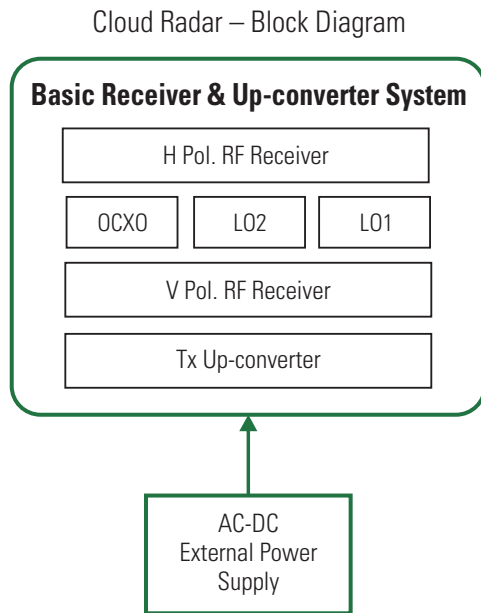 Cloud Radar – Block Diagram
Basic Receiver & Up-converter System
H Pol. RF Receiver
OCXO LO2 LO1
V Pol. RF Receiver
Tx Up-converter
AC-DC
External Power
Supply